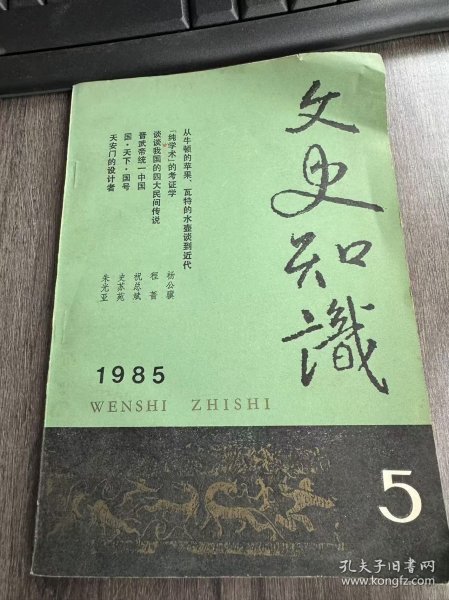 文史知識
从牛顿的苹果、瓦特的水壶谈到近代
「纯学术」的考证学 杨公骥
谈谈我国的四大民间传说 程蔷
晋武帝统一中国 祝总斌
国·天下·国号 史苏苑
天安门的设计者 朱光亚
1985
WENSHI ZHISHI
5
孔夫子旧书网
www.kongfz.com